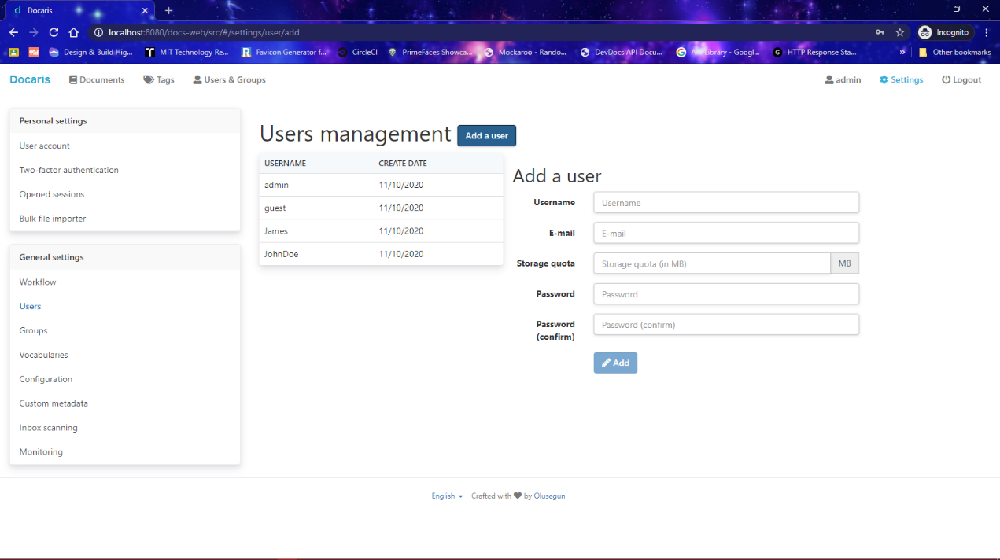 Docaris
localhost:8080/docs-web/src/#/settings/user/add
Incognito
Design & Build Hig...
MIT Technology Re...
Favicon Generator f...
CircleCI
PrimeFaces Showca...
Mockaroo - Rando...
DevDocs API Docu...
Library - Googl...
HTTP Response Sta...
»
Other bookmarks
Docaris
Documents
Tags
Users & Groups
admin
Settings
Logout
Personal settings
User account
Two-factor authentication
Opened sessions
Bulk file importer
General settings
Workflow
Users
Groups
Vocabularies
Configuration
Custom metadata
Inbox scanning
Monitoring
Users management
Add a user
USERNAME CREATE DATE
admin 11/10/2020
guest 11/10/2020
James 11/10/2020
JohnDoe 11/10/2020
Add a user
Username Username
E-mail E-mail
Storage quota Storage quota (in MB) MB
Password Password
Password (confirm) Password (confirm)
Add
English Crafted with by Olusegun